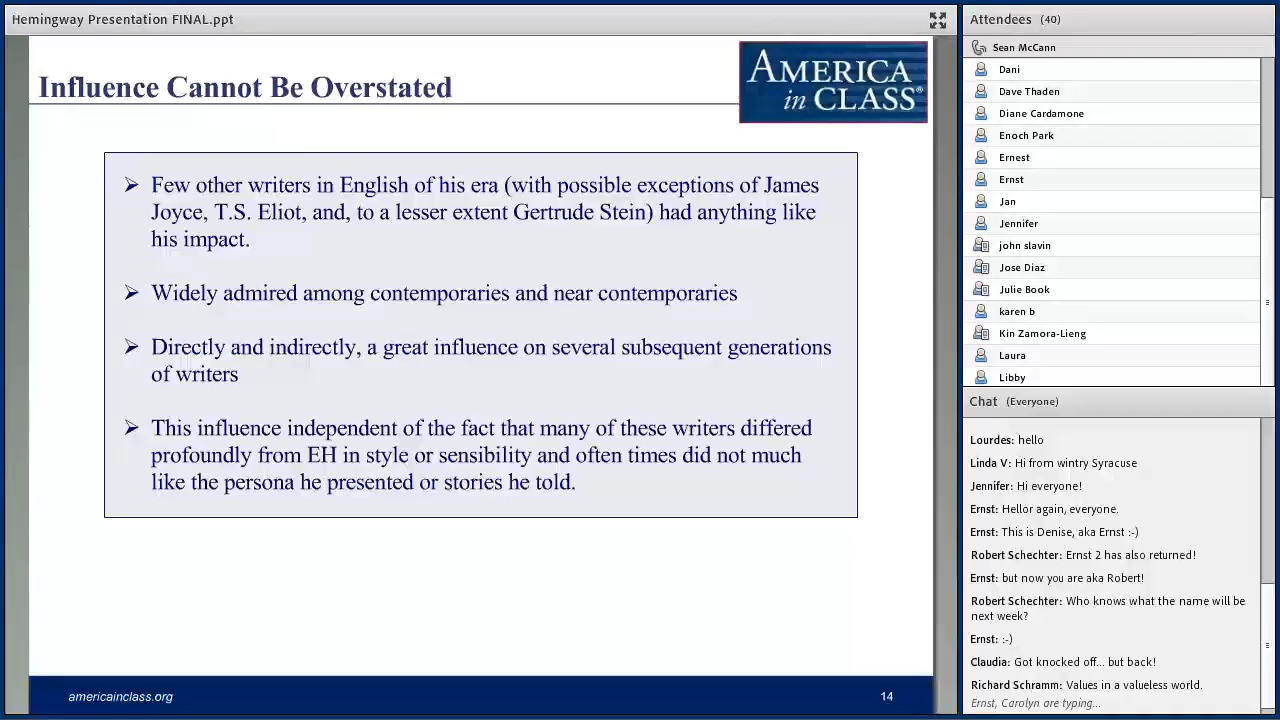 Hemingway Presentation FINAL.ppt
Influence Cannot Be Overstated
AMERICA
in CLASS®
➢ Few other writers in English of his era (with possible exceptions of James
Joyce, T.S. Eliot, and, to a lesser extent Gertrude Stein) had anything like
his impact.
➢ Widely admired among contemporaries and near contemporaries
➢ Directly and indirectly, a great influence on several subsequent generations
of writers
➢ This influence independent of the fact that many of these writers differed
profoundly from EH in style or sensibility and often times did not much
like the persona he presented or stories he told.
americainclass.org
14
Attendees (40)
Sean McCann
Dani
Dave Thaden
Diane Cardamone
Enoch Park
Ernest
Ernst
Jan
Jennifer
john slavin
Jose Diaz
Julie Book
karen b
Kin Zamora-Lieng
Laura
Libby
Chat (Everyone)
Lourdes: hello
Linda V: Hi from wintry Syracuse
Jennifer: Hi everyone!
Ernst: Hellor again, everyone.
Ernst: This is Denise, aka Ernst :-)
Robert Schechter: Ernst 2 has also returned!
Ernst: but now you are aka Robert!
Robert Schechter: Who knows what the name will be
next week?
Ernst: :-)
Claudia: Got knocked off... but back!
Richard Schramm: Values in a valueless world.
Ernst, Carolyn are typing...